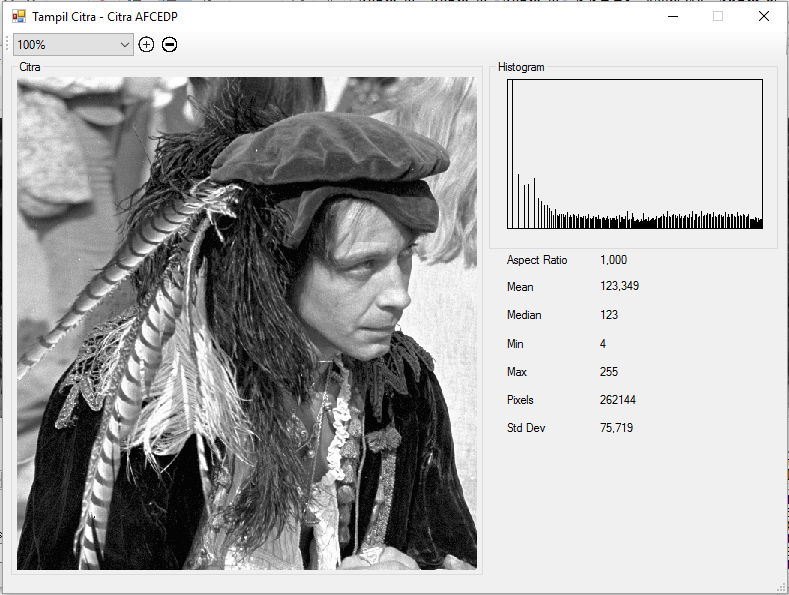 Tampil Citra - Citra AFCEDP
100%
Citra
Histogram
Aspect Ratio 1,000
Mean 123,349
Median 123
Min 4
Max 255
Pixels 262144
Std Dev 75,719